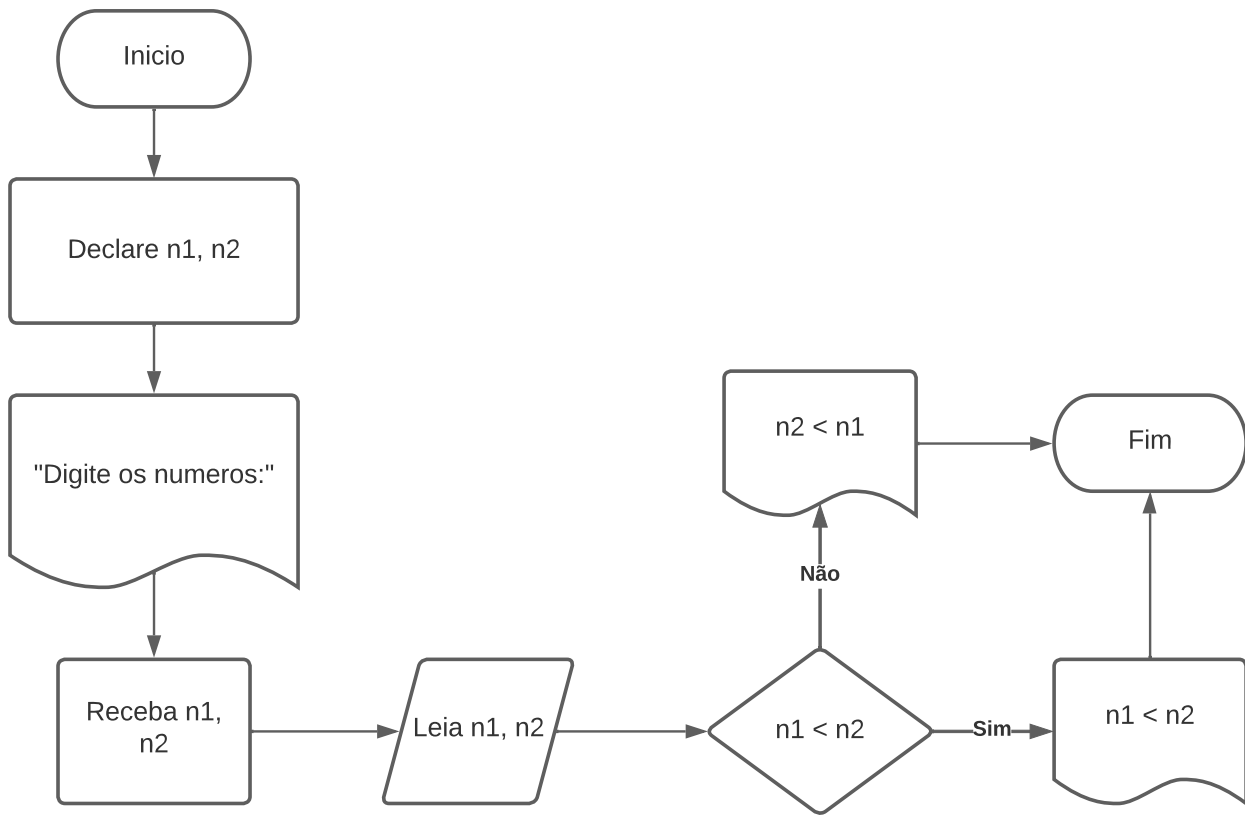 Inicio
Declare n1, n2
"Digite os numeros:"
Receba n1,
n2
Leia n1, n2
n1 < n2
Não
n2 < n1
Sim
n1 < n2
Fim